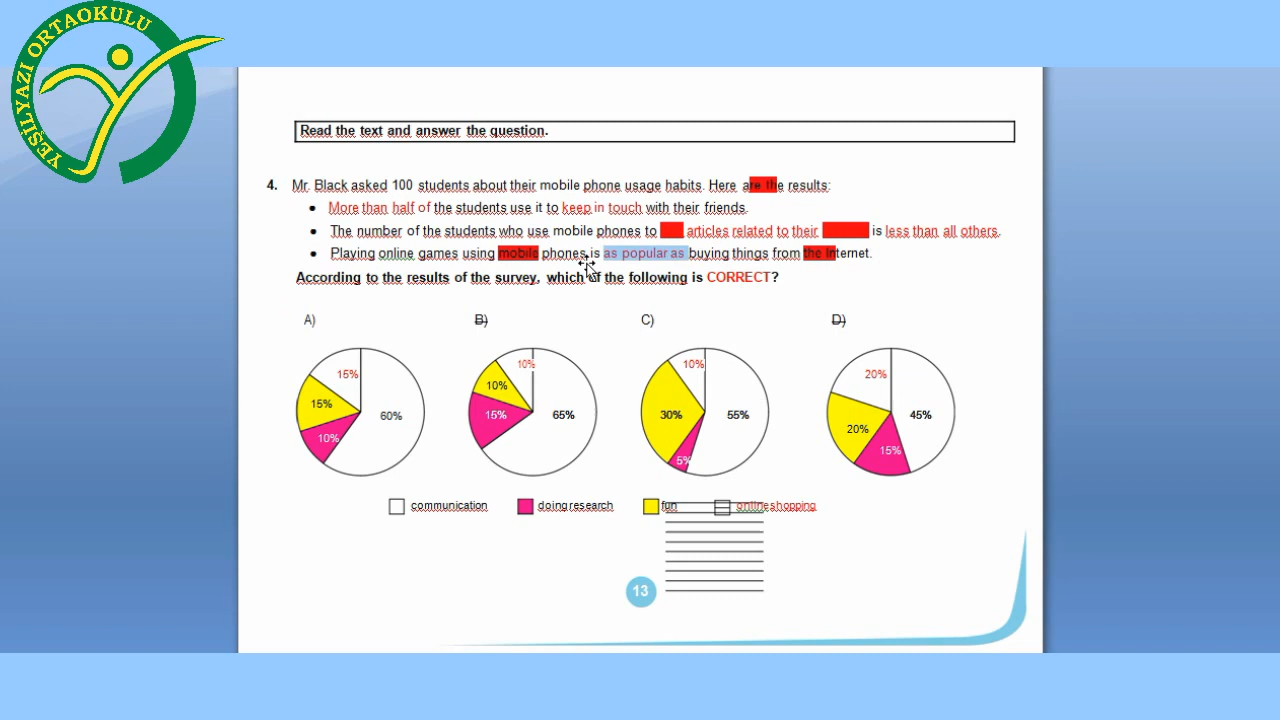 YEŞİLYAZI ORTAOKULU
Read the text and answer the question.
4. Mr. Black asked 100 students about their mobile phone usage habits. Here are the results:
• More than half of the students use it to keep in touch with their friends.
• The number of the students who use mobile phones to articles related to their is less than all others.
• Playing online games using mobile phones is as popular as buying things from the Internet.
According to the results of the survey, which of the following is CORRECT?
A) B) C) D)
15% 15% 10% 60%
10% 10% 15% 65%
10% 30% 5% 55%
20% 20% 15% 45%
communication doing research fun online shopping
13